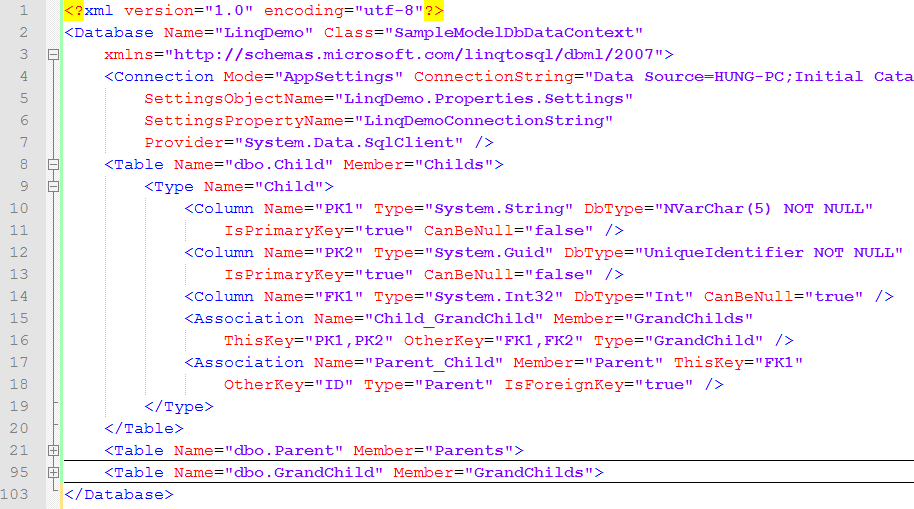 1 <?xml version="1.0" encoding="utf-8"?>
2 <Database Name="LinqDemo" Class="SampleModelDbDataContext"
3 xmlns="http://schemas.microsoft.com/linqtosql/dbml/2007">
4 <Connection Mode="AppSettings" ConnectionString="Data Source=HUNG-PC;Initial Cata
5 SettingsObjectName="LinqDemo.Properties.Settings"
6 SettingsPropertyName="LinqDemoConnectionString"
7 Provider="System.Data.SqlClient" />
8 <Table Name="dbo.Child" Member="Childs">
9 <Type Name="Child">
10 <Column Name="PK1" Type="System.String" DbType="NVarChar(5) NOT NULL"
11 IsPrimaryKey="true" CanBeNull="false" />
12 <Column Name="PK2" Type="System.Guid" DbType="UniqueIdentifier NOT NULL"
13 IsPrimaryKey="true" CanBeNull="false" />
14 <Column Name="FK1" Type="System.Int32" DbType="Int" CanBeNull="true" />
15 <Association Name="Child_GrandChild" Member="GrandChilds"
16 ThisKey="PK1,PK2" OtherKey="FK1,FK2" Type="GrandChild" />
17 <Association Name="Parent_Child" Member="Parent" ThisKey="FK1"
18 OtherKey="ID" Type="Parent" IsForeignKey="true" />
19 </Type>
20 </Table>
21 <Table Name="dbo.Parent" Member="Parents">
95 <Table Name="dbo.GrandChild" Member="GrandChilds">
103 </Database>